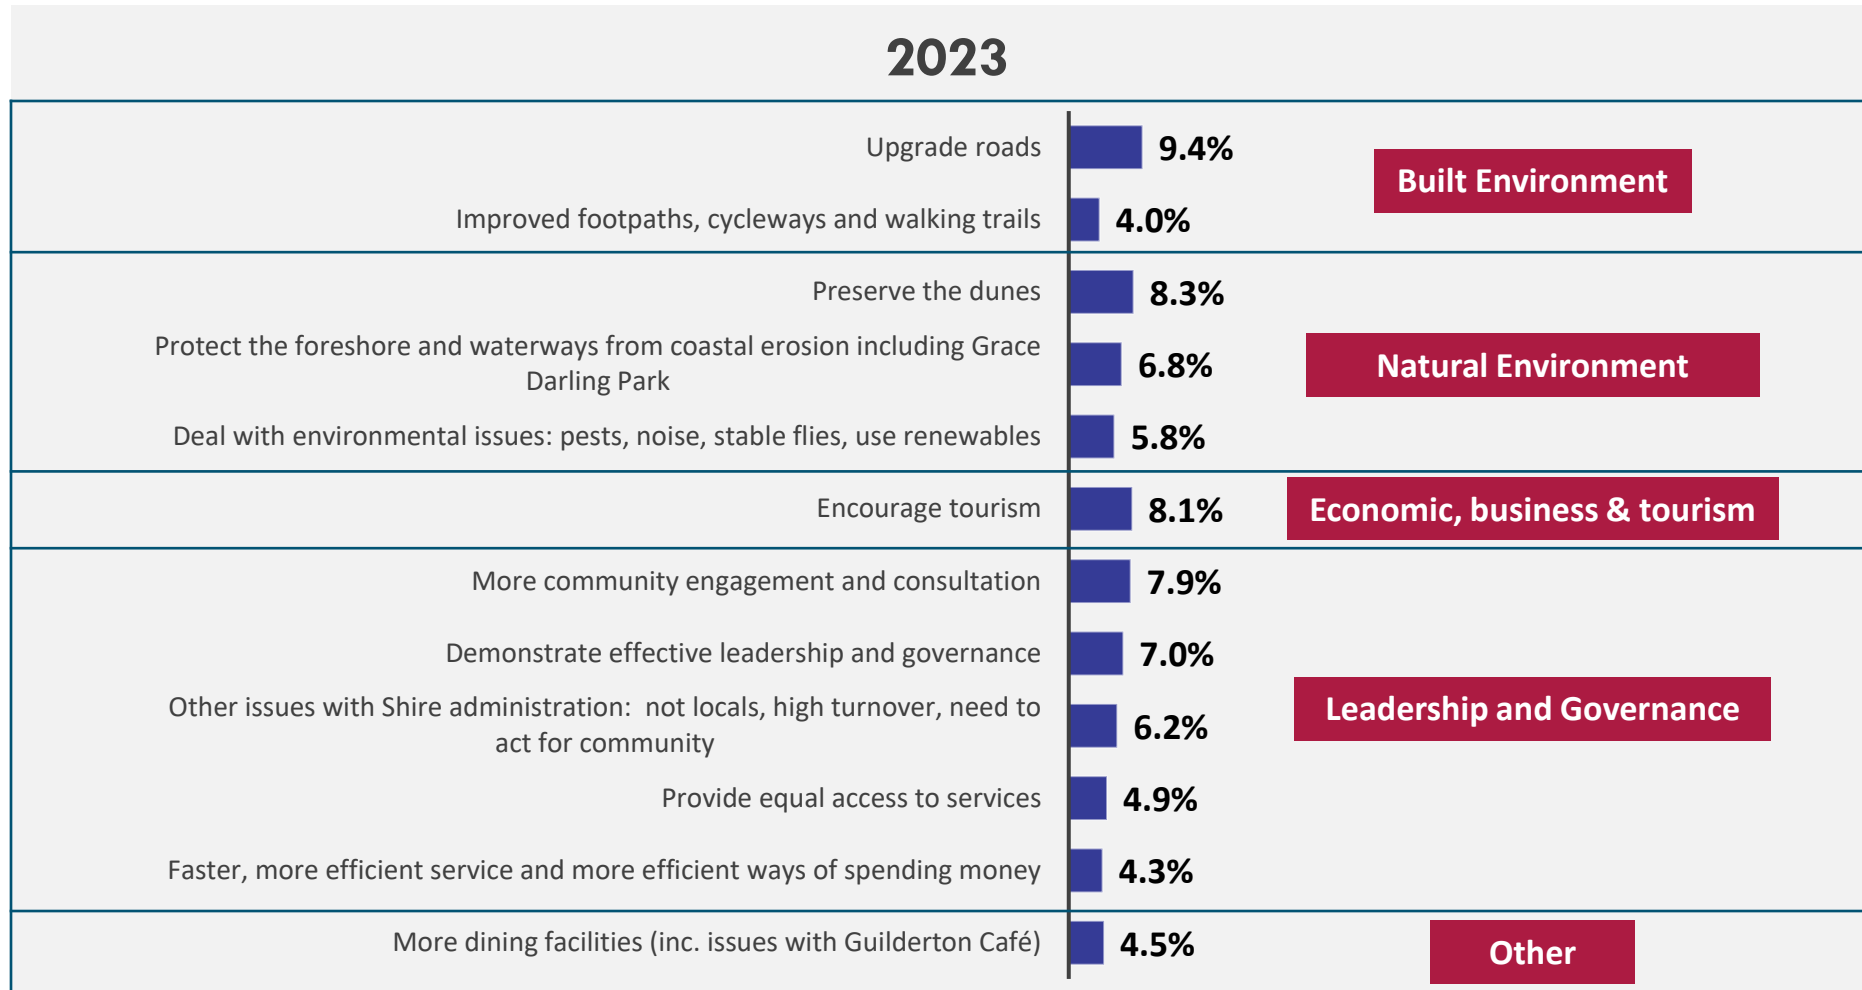 2023
Upgrade roads
9.4%
Built Environment
Improved footpaths, cycleways and walking trails
4.0%
Preserve the dunes
8.3%
Protect the foreshore and waterways from coastal erosion including Grace
Darling Park
6.8%
Natural Environment
Deal with environmental issues: pests, noise, stable flies, use renewables
5.8%
Encourage tourism
8.1%
Economic, business & tourism
More community engagement and consultation
7.9%
Demonstrate effective leadership and governance
7.0%
Other issues with Shire administration:  not locals, high turnover, need to
act for community
6.2%
Leadership and Governance
Provide equal access to services
4.9%
Faster, more efficient service and more efficient ways of spending money
4.3%
More dining facilities (inc. issues with Guilderton Café)
4.5%
Other